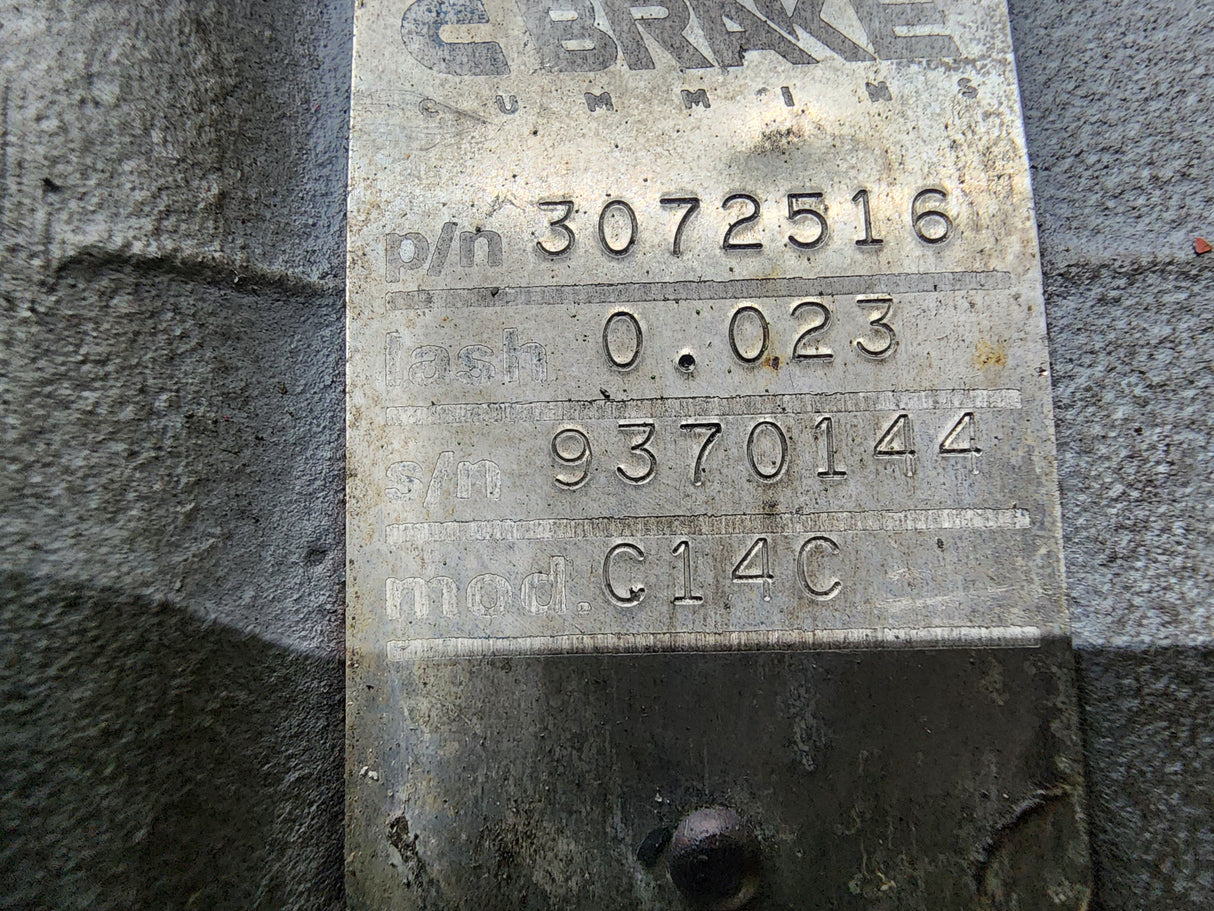 C BRAKE
CUMMINS
p/n 3072516
lash 0.023
s/n 9370144
mod. C14C